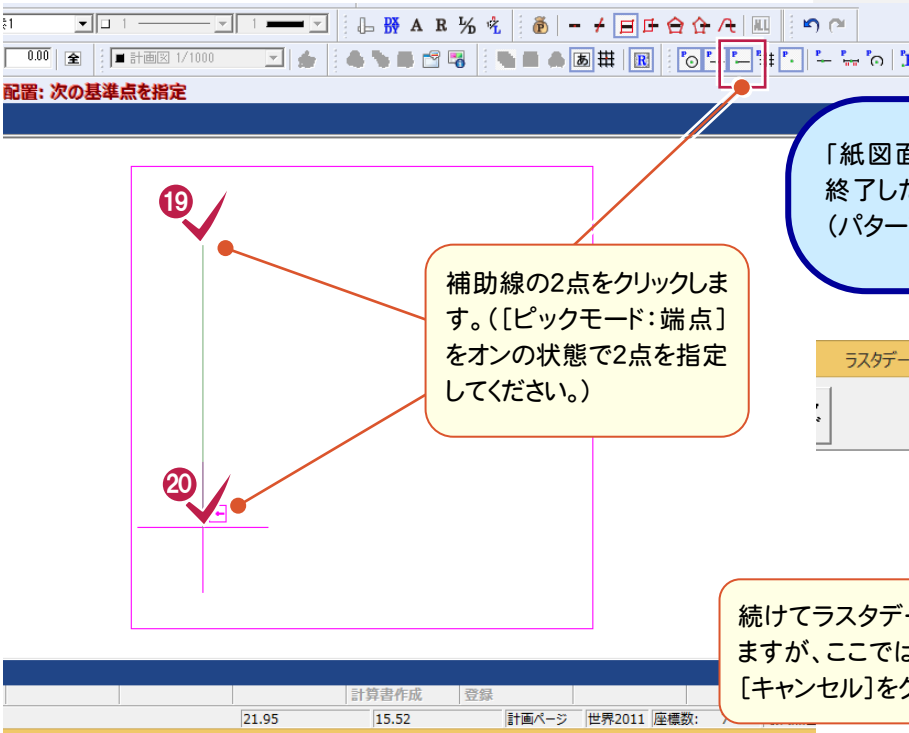 1
1
A R
ALL
0.00
全
計画図 1/1000
あ
R
配置: 次の基準点を指定
「紙図面
終了した
(パター
19
補助線の2点をクリックしま
す。([ピックモード:端点]
をオンの状態で2点を指定
してください。)
ラスタデー
20
続けてラスタデー
ますが、ここでは
[キャンセル]をク
計算書作成
登録
21.95
15.52
計画ページ
世界2011
座標数: